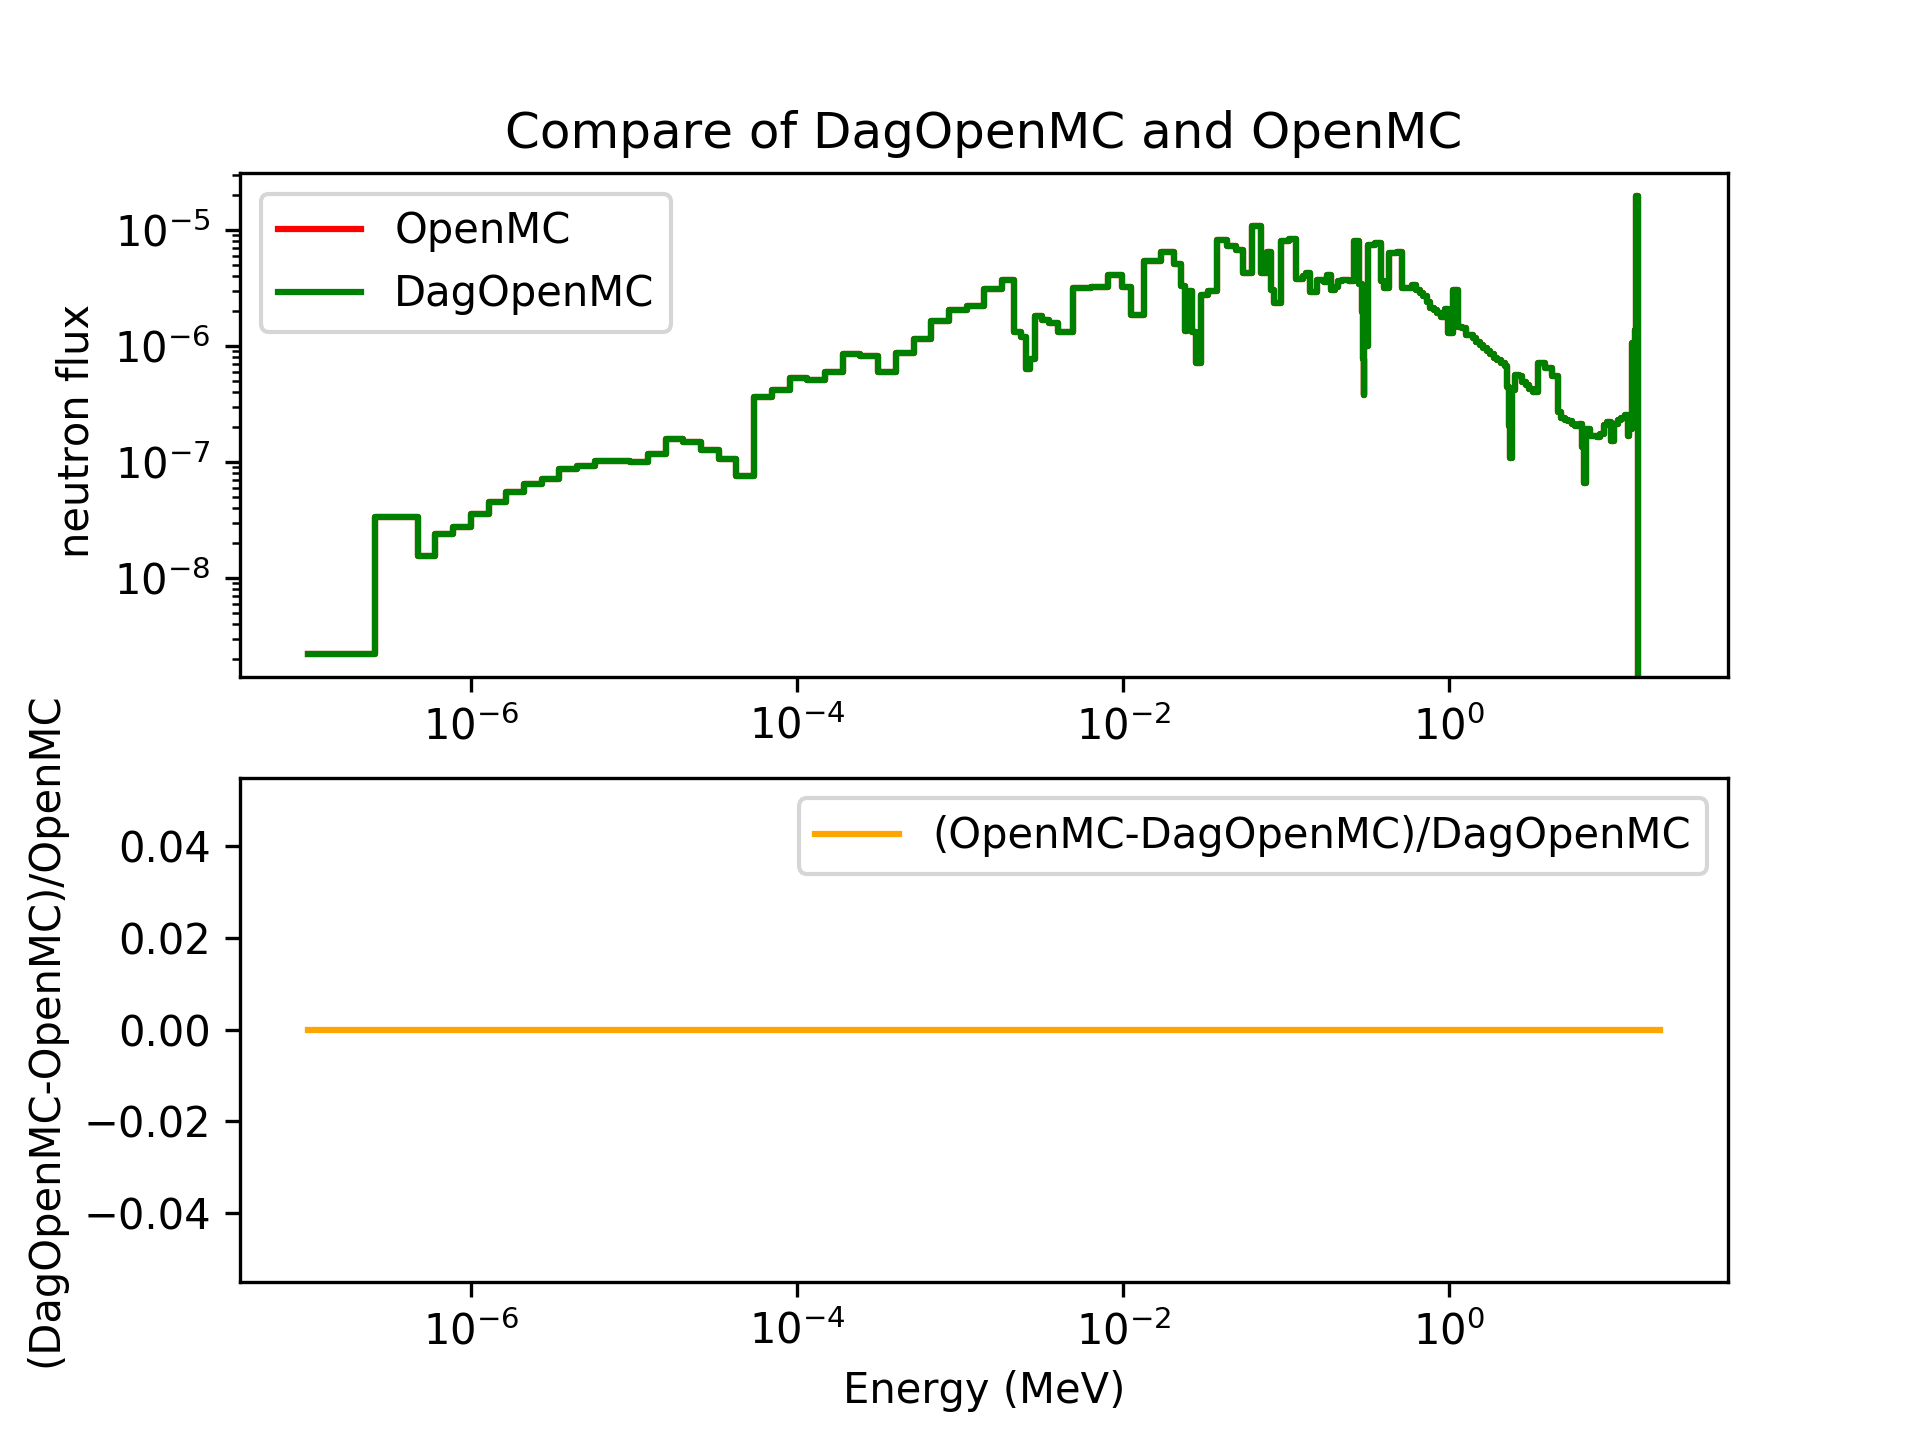 Compare of DagOpenMC and OpenMC
OpenMC
DagOpenMC
neutron flux
10⁻⁵
10⁻⁶
10⁻⁷
10⁻⁸
10⁻⁶ 10⁻⁴ 10⁻² 10⁰
(OpenMC-DagOpenMC)/DagOpenMC
(DagOpenMC-OpenMC)/OpenMC
0.04
0.02
0.00
−0.02
−0.04
10⁻⁶ 10⁻⁴ 10⁻² 10⁰
Energy (MeV)